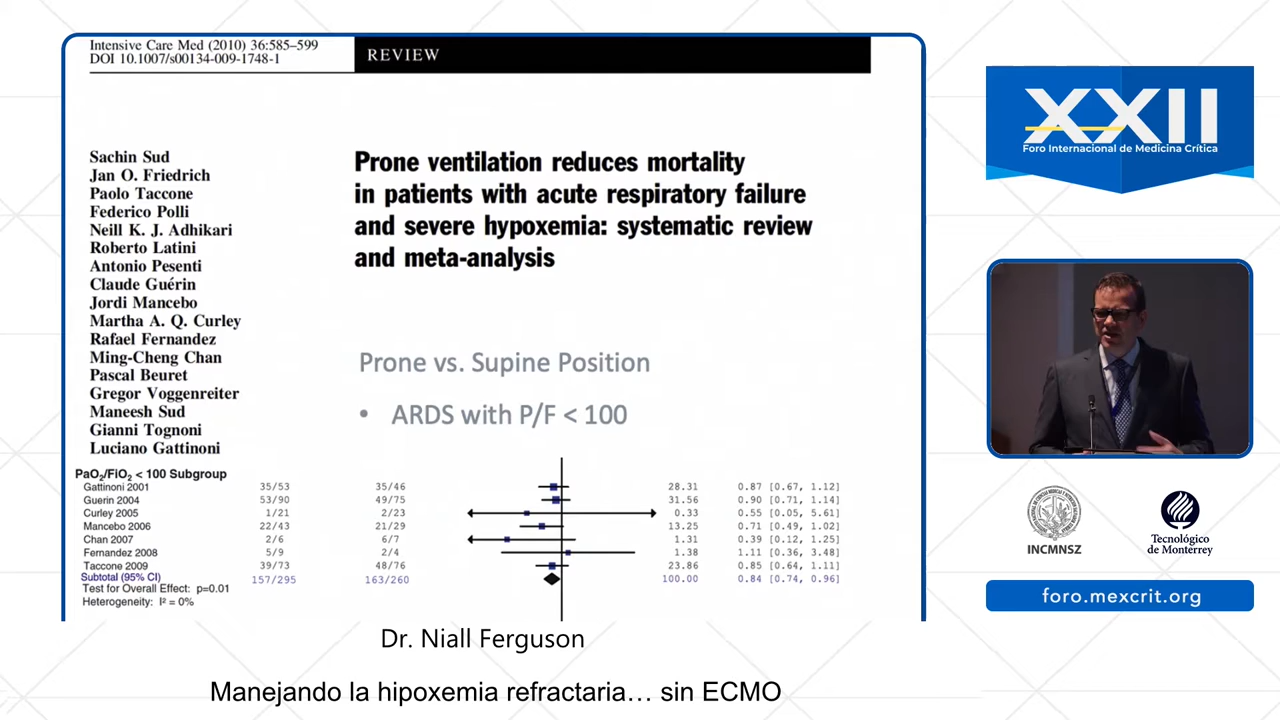 Intensive Care Med (2010) 36:585–599
DOI 10.1007/s00134-009-1748-1
REVIEW
Sachin Sud
Jan O. Friedrich
Paolo Taccone
Federico Polli
Neill K. J. Adhikari
Roberto Latini
Antonio Pesenti
Claude Guérin
Jordi Mancebo
Martha A. Q. Curley
Rafael Fernandez
Ming-Cheng Chan
Pascal Beuret
Gregor Voggenreiter
Maneesh Sud
Gianni Tognoni
Luciano Gattinoni
Prone ventilation reduces mortality
in patients with acute respiratory failure
and severe hypoxemia: systematic review
and meta-analysis
Prone vs. Supine Position
• ARDS with P/F < 100
PaO₂/FiO₂ < 100 Subgroup
Gattinoni 2001 35/53 35/46 28.31 0.87 [0.67, 1.12]
Guerin 2004 53/90 49/75 31.56 0.90 [0.71, 1.14]
Curley 2005 1/21 2/23 0.33 0.55 [0.05, 5.61]
Mancebo 2006 22/43 21/29 13.25 0.71 [0.49, 1.02]
Chan 2007 2/6 6/7 1.31 0.39 [0.12, 1.25]
Fernandez 2008 5/9 2/4 1.38 1.11 [0.36, 3.48]
Taccone 2009 39/73 48/76 23.86 0.85 [0.64, 1.11]
Subtotal (95% CI) 157/295 163/260 100.00 0.84 [0.74, 0.96]
Test for Overall Effect: p=0.01
Heterogeneity: I² = 0%
Dr. Niall Ferguson
Manejando la hipoxemia refractaria… sin ECMO
XXII
Foro Internacional de Medicina Crítica
INCMNSZ
Tecnológico
de Monterrey
foro.mexcrit.org